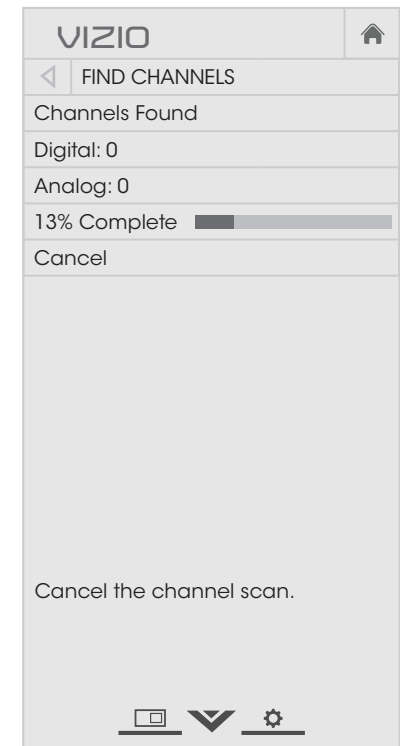 VIZIO
FIND CHANNELS
Channels Found
Digital: 0
Analog: 0
13% Complete
Cancel
Cancel the channel scan.